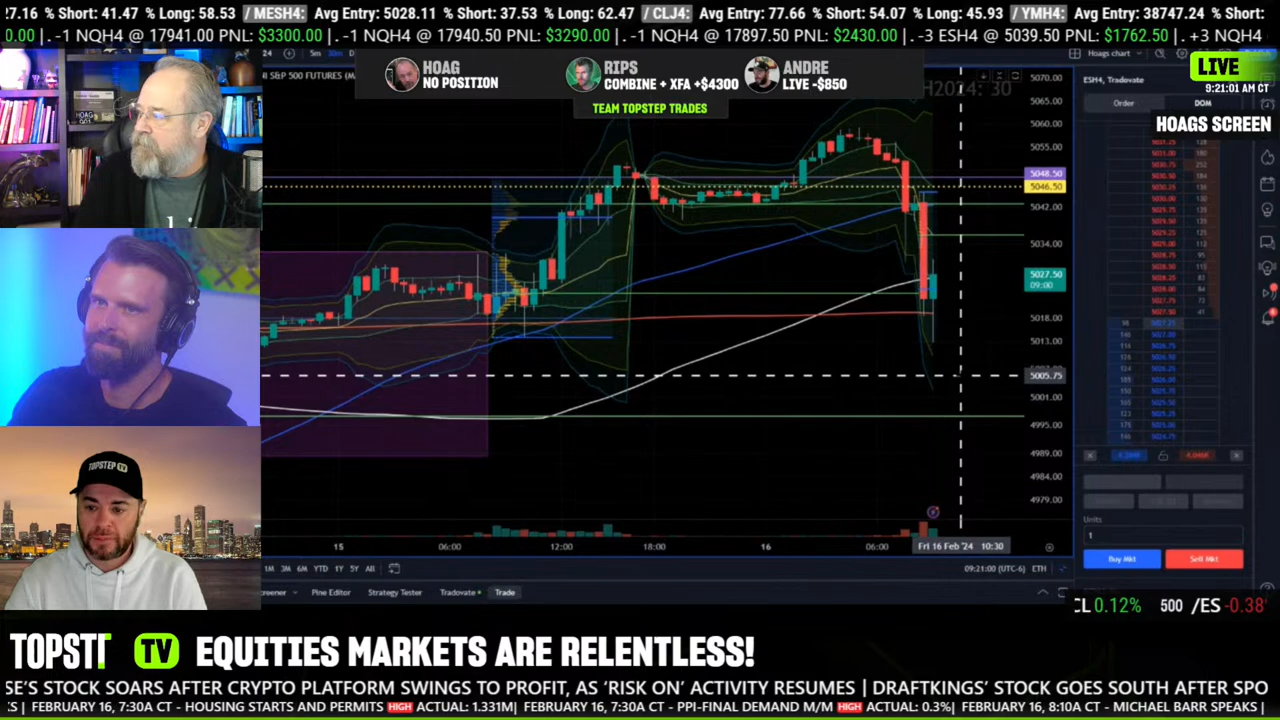 27.16 % Short: 41.47 % Long: 58.53 | / MESH4: Avg Entry: 5028.11 % Short: 37.53 % Long: 62.47 | / CLJ4: Avg Entry: 77.66 % Short: 54.07 % Long: 45.93 | / YMH4: Avg Entry: 38747.24 % Short:
0.00 | . -1 NQH4 @ 17941.00 PNL: $3300.00 | . -1 NQH4 @ 17940.50 PNL: $3290.00 | . -1 NQH4 @ 17897.50 PNL: $2430.00 | . -3 ESH4 @ 5039.50 PNL: $1762.50 | . +3 NQH4
HOAG
NO POSITION
RIPS
COMBINE + XFA +$4300
ANDRE
LIVE -$850
TEAM TOPSTEP TRADES
LIVE
9:21:01 AM CT
HOAGS SCREEN
Hoags chart
ESH4, Tradovate
Order
DOM
S&P 500 FUTURES
H2024: 30
5070.00
5065.00
5060.00
5055.00
5048.50
5046.50
5042.00
5034.00
5027.50
09:00
5018.00
5013.00
5005.75
5001.00
4995.00
4989.00
4984.00
4979.00
15
06:00
12:00
18:00
16
06:00
Fri 16 Feb '24 10:30
1M 3M 6M YTD 1Y 5Y All
09:21:00 (UTC-6) ETH
Pine Editor
Strategy Tester
Tradovate
Trade
Units
1
Buy Mkt
Sell Mkt
TOPSTEP TV
CL 0.12% 500 /ES -0.38
TV
EQUITIES MARKETS ARE RELENTLESS!
SE'S STOCK SOARS AFTER CRYPTO PLATFORM SWINGS TO PROFIT, AS 'RISK ON' ACTIVITY RESUMES | DRAFTKINGS' STOCK GOES SOUTH AFTER SPO
S | FEBRUARY 16, 7:30A CT - HOUSING STARTS AND PERMITS HIGH ACTUAL: 1.331M| FEBRUARY 16, 7:30A CT - PPI-FINAL DEMAND M/M HIGH ACTUAL: 0.3%| FEBRUARY 16, 8:10A CT - MICHAEL BARR SPEAKS |